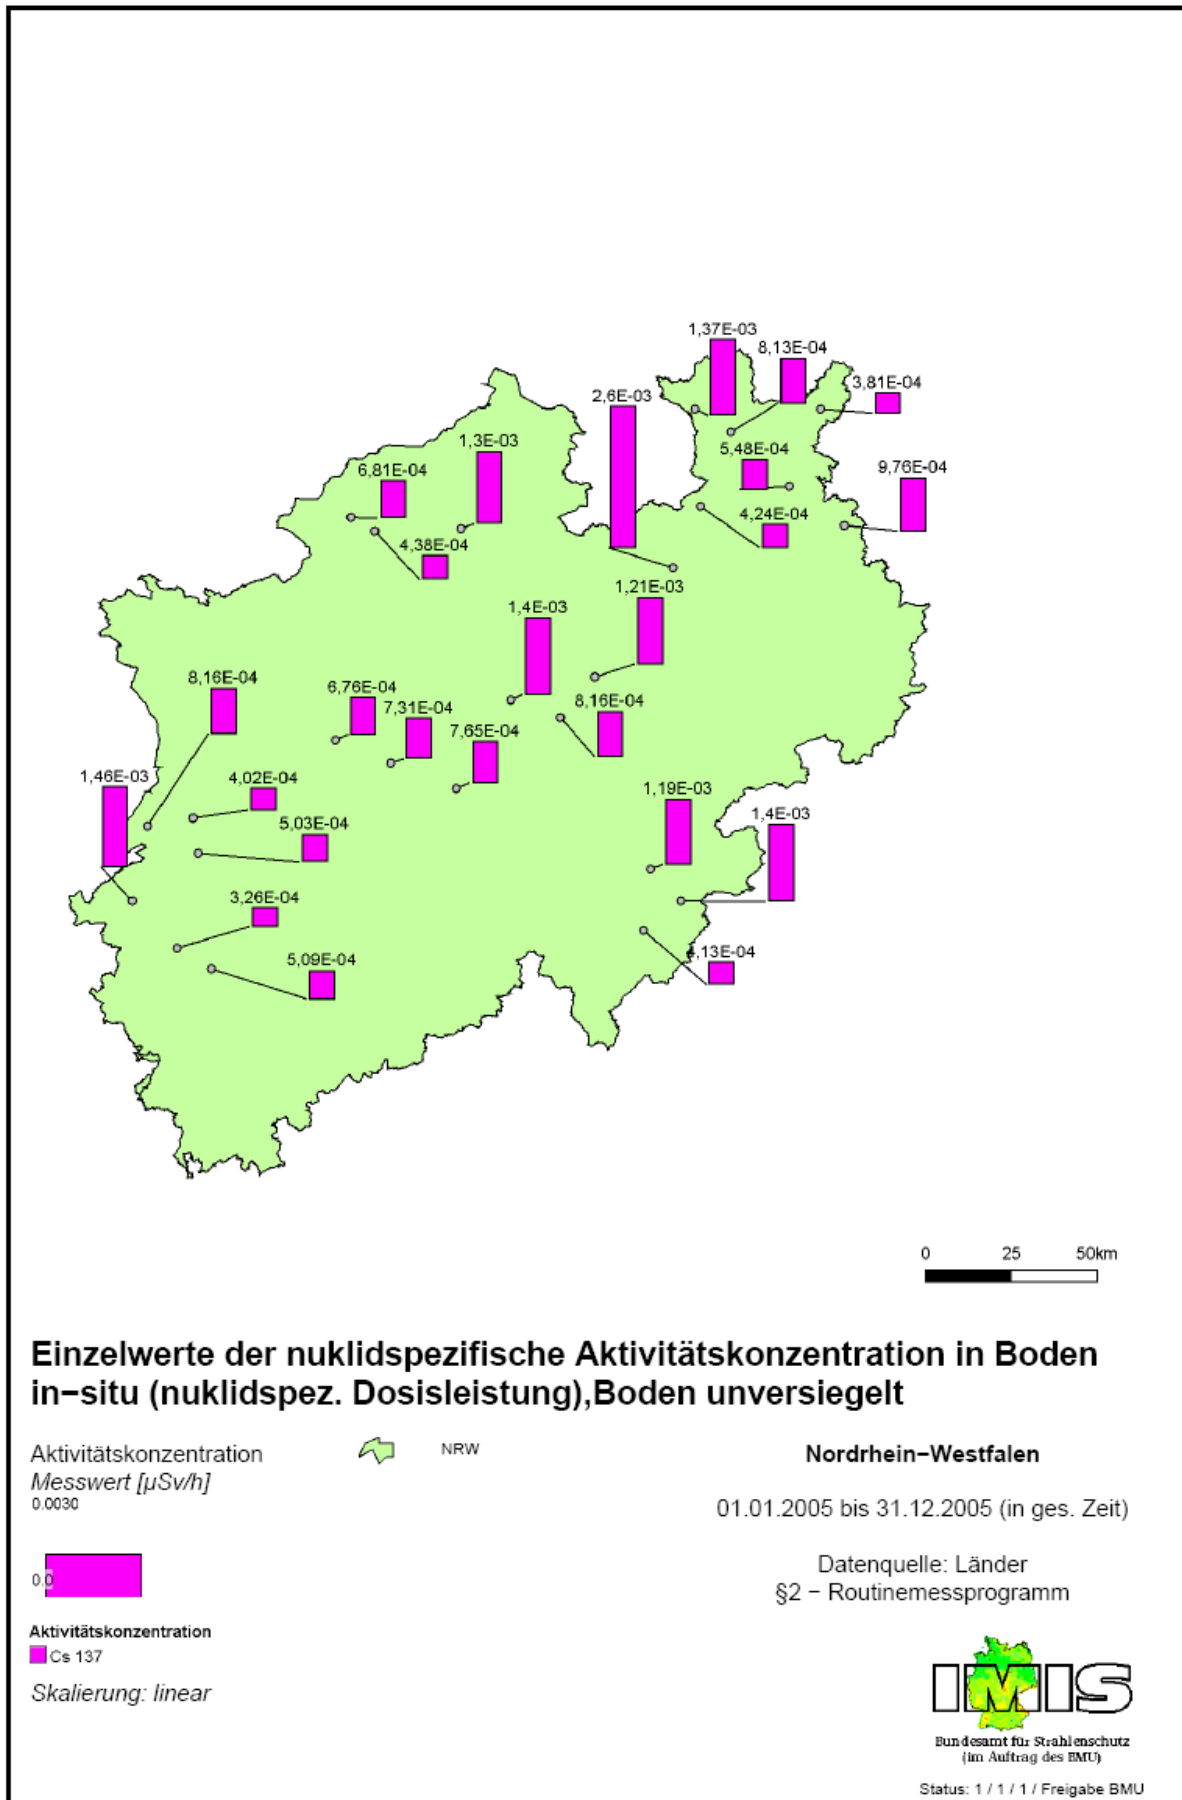 1,37E-03
8,13E-04
3,81E-04
2,6E-03
1,3E-03
5,48E-04
6,81E-04
9,76E-04
4,24E-04
4,38E-04
1,21E-03
1,4E-03
8,16E-04
6,76E-04
8,16E-04
7,31E-04
7,65E-04
1,46E-03
4,02E-04
1,19E-03
1,4E-03
5,03E-04
3,26E-04
4,13E-04
5,09E-04
0 25 50km
Einzelwerte der nuklidspezifische Aktivitätskonzentration in Boden
in−situ (nuklidspez. Dosisleistung),Boden unversiegelt
Aktivitätskonzentration
Messwert [µSv/h]
0.0030
0.0
Aktivitätskonzentration
Cs 137
Skalierung: linear
NRW
Nordrhein−Westfalen
01.01.2005 bis 31.12.2005 (in ges. Zeit)
Datenquelle: Länder
§2 − Routinemessprogramm
IMIS
Bundesamt für Strahlenschutz
(im Auftrag des BMU)
Status: 1 / 1 / 1 / Freigabe BMU